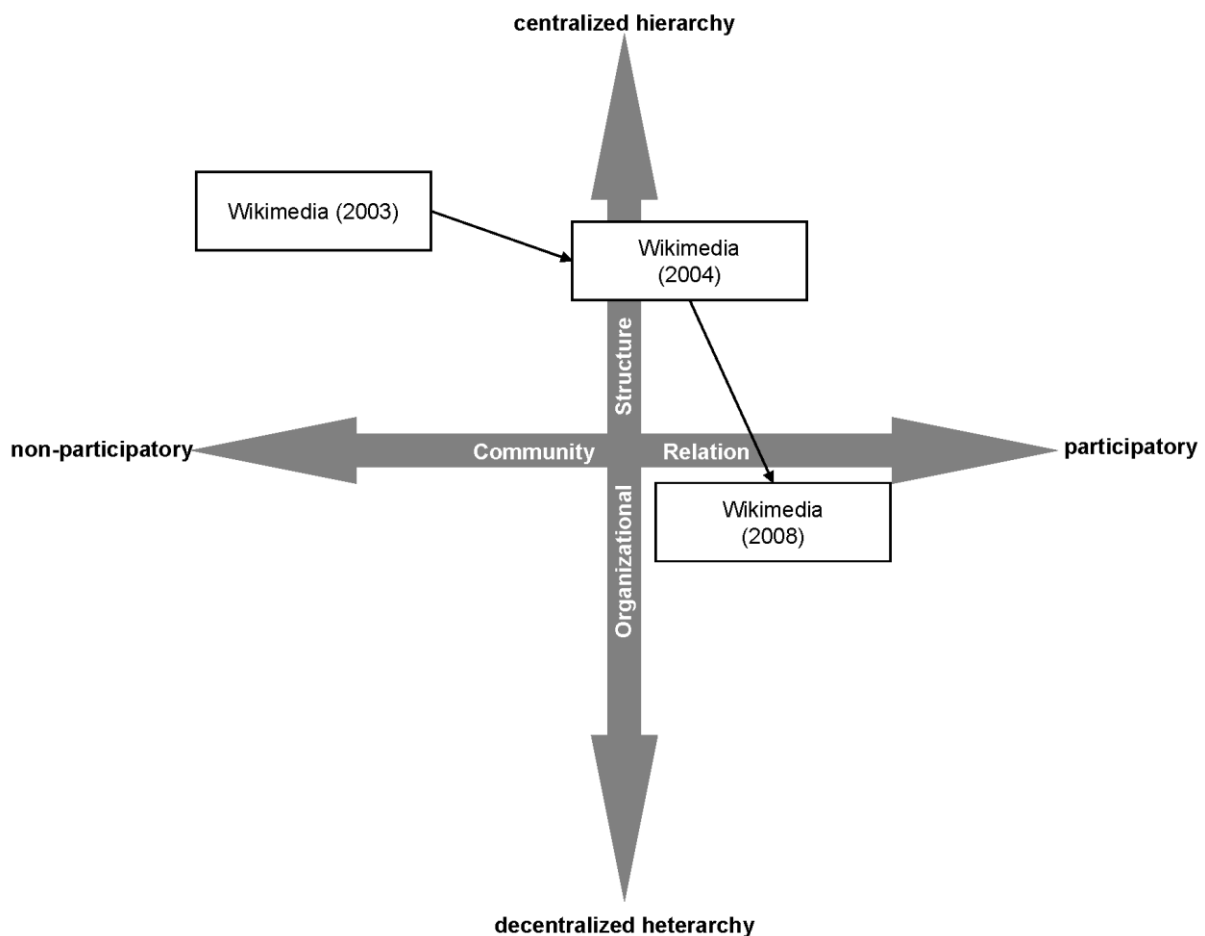 centralized hierarchy
Wikimedia (2003)
Wikimedia
(2004)
Structure
non-participatory
Community
Relation
participatory
Wikimedia
(2008)
Organizational
decentralized heterarchy